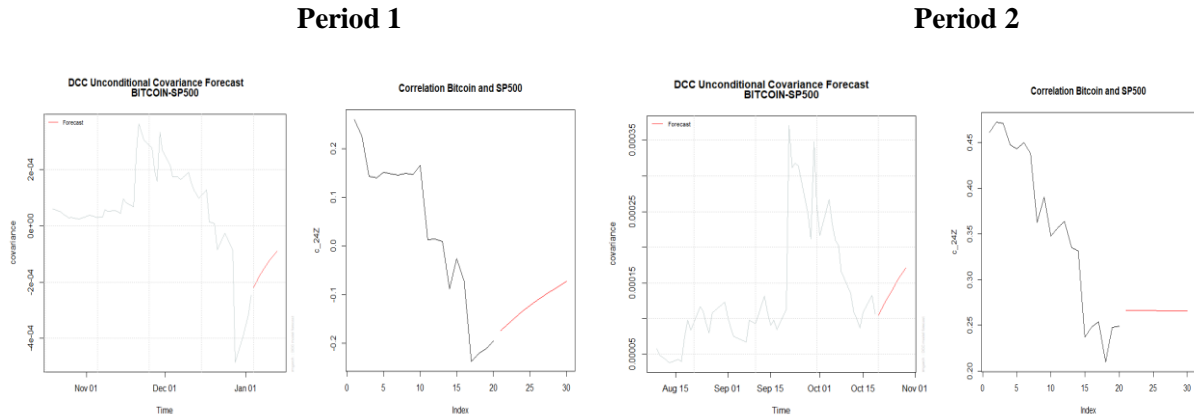 Period 1
Period 2
DCC Unconditional Covariance Forecast
BITCOIN-SP500
Forecast
covariance
2e-04
0e+00
-2e-04
-4e-04
Nov 01
Dec 01
Jan 01
Time
Correlation Bitcoin and SP500
c_24Z
0.2
0.1
0.0
-0.1
-0.2
0
5
10
15
20
25
30
Index
DCC Unconditional Covariance Forecast
BITCOIN-SP500
Forecast
covariance
0.00035
0.00025
0.00015
0.00005
Aug 15
Sep 01
Sep 15
Oct 01
Oct 15
Nov 01
Time
Correlation Bitcoin and SP500
c_24Z
0.45
0.40
0.35
0.30
0.25
0.20
0
5
10
15
20
25
30
Index